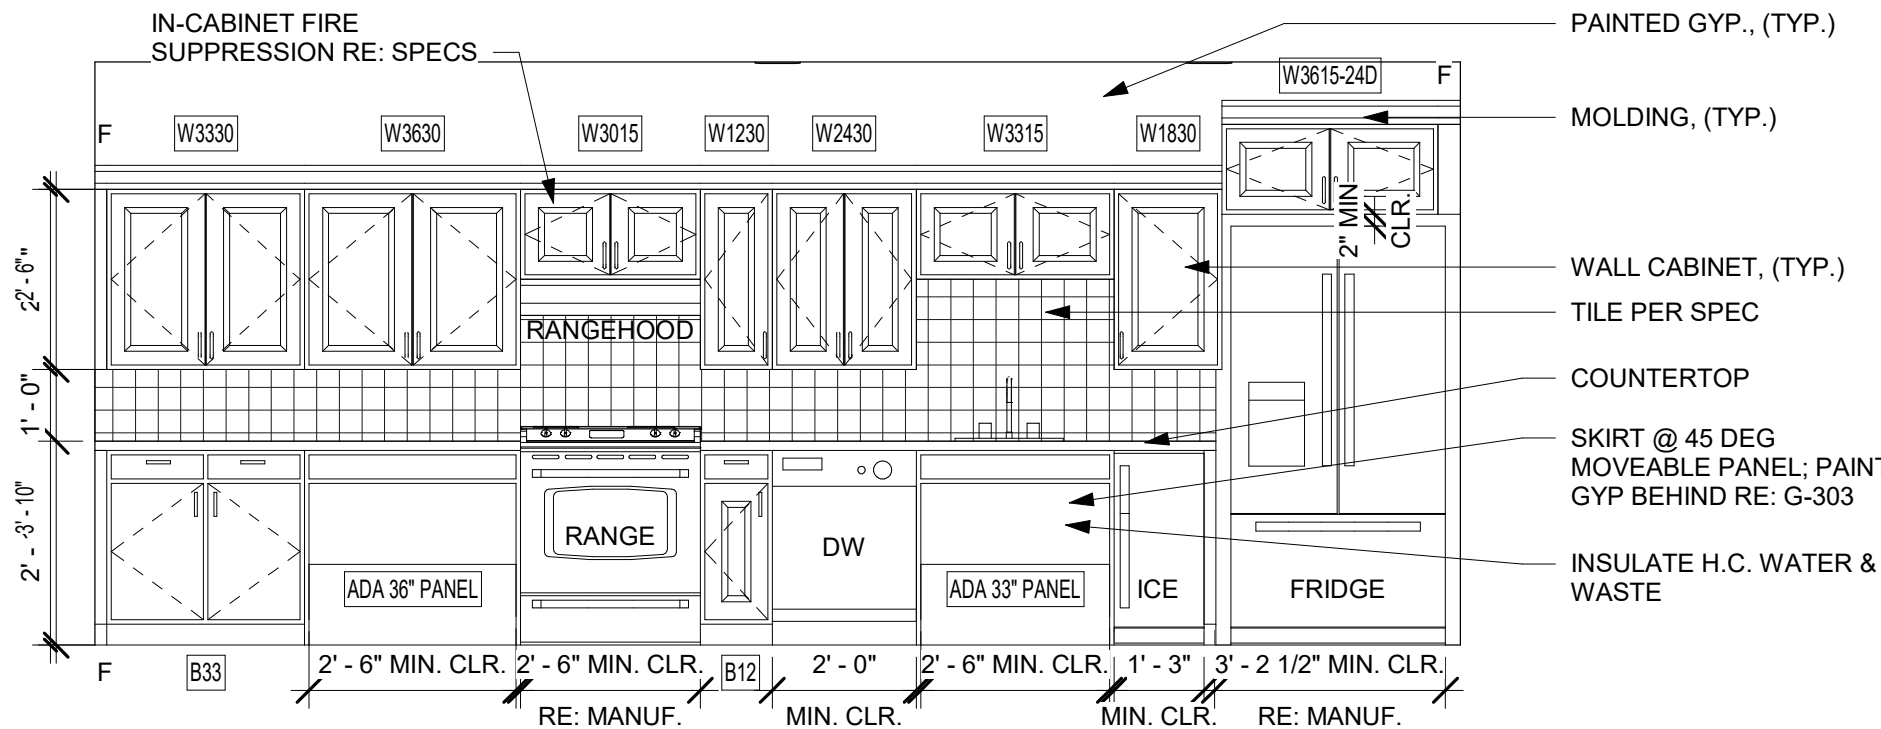 IN-CABINET FIRE
SUPPRESSION RE: SPECS
PAINTED GYP., (TYP.)
W3615-24D
F
MOLDING, (TYP.)
F
W3330
W3630
W3015
W1230
W2430
W3315
W1830
2" MIN
CLR.
2' - 6"
WALL CABINET, (TYP.)
TILE PER SPEC
RANGEHOOD
1' - 0"
COUNTERTOP
SKIRT @ 45 DEG
MOVEABLE PANEL; PAINT
GYP BEHIND RE: G-303
2' - 10"
RANGE
DW
INSULATE H.C. WATER &
WASTE
ADA 36" PANEL
ADA 33" PANEL
ICE
FRIDGE
F
B33
2' - 6" MIN. CLR.
2' - 6" MIN. CLR.
RE: MANUF.
B12
2' - 0"
MIN. CLR.
2' - 6" MIN. CLR.
1' - 3"
MIN. CLR.
3' - 2 1/2" MIN. CLR.
RE: MANUF.